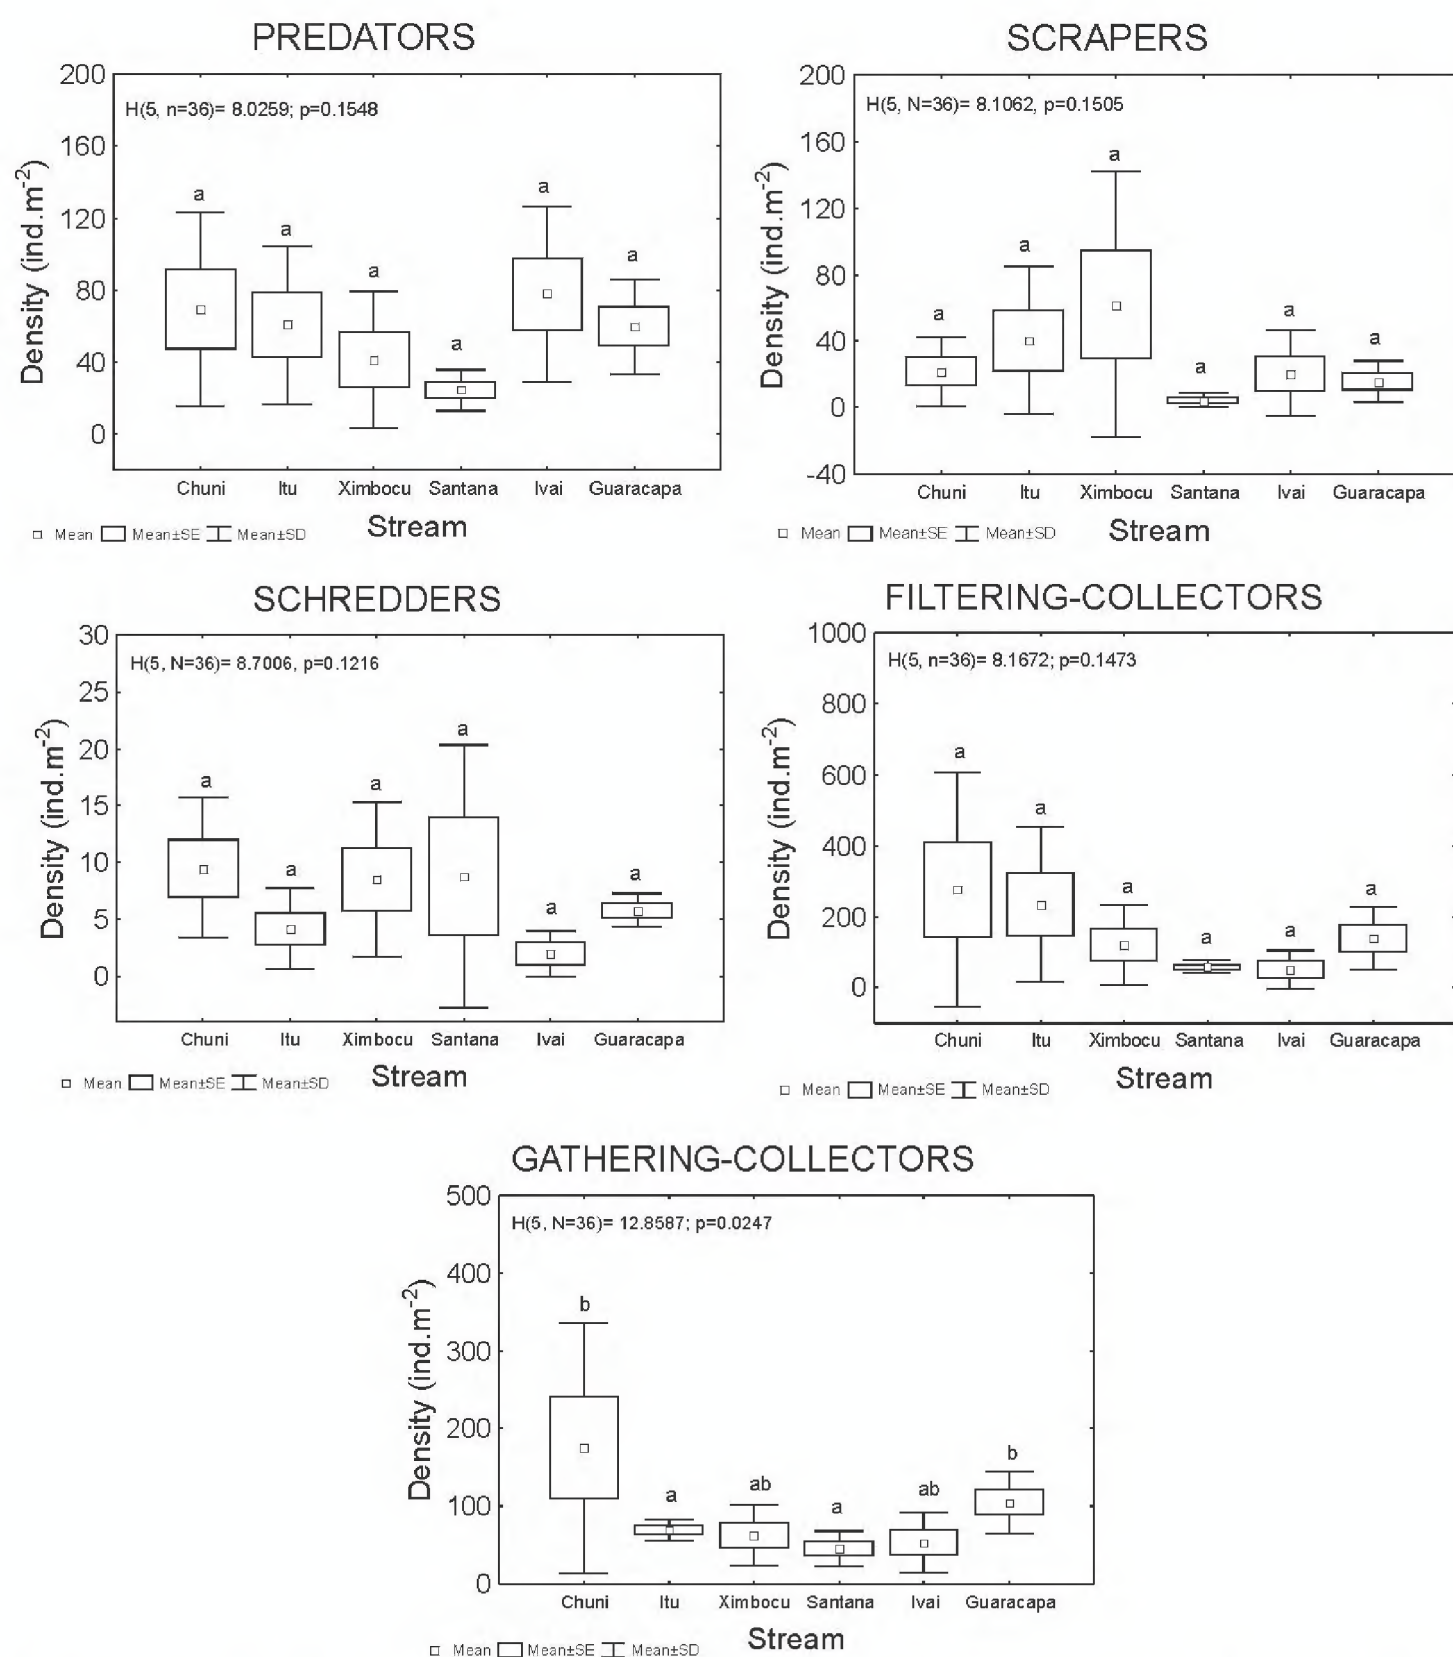 PREDATORS
200
160
120
80
40
0
Density (ind.m-2)
H(5, n=36)= 8.0259; p=0.1548
a
a
a
a
a
a
Chuni Itu Ximbocu Santana Ivai Guaracapa
Mean Mean±SE Mean±SD
Stream
SCRAPERS
200
160
120
80
40
0
-40
Density (ind.m-2)
H(5, N=36)= 8.1062, p=0.1505
a
a
a
a
a
a
Chuni Itu Ximbocu Santana Ivai Guaracapa
Mean Mean±SE Mean±SD
Stream
SCHREDDERS
30
25
20
15
10
5
0
Density (ind.m-2)
H(5, N=36)= 8.7006, p=0.1216
a
a
a
a
a
a
Chuni Itu Ximbocu Santana Ivai Guaracapa
Mean Mean±SE Mean±SD
Stream
FILTERING-COLLECTORS
1000
800
600
400
200
0
Density (ind.m-2)
H(5, n=36)= 8.1672; p=0.1473
a
a
a
a
a
a
Chuni Itu Ximbocu Santana Ivai Guaracapa
Mean Mean±SE Mean±SD
Stream
GATHERING-COLLECTORS
500
400
300
200
100
0
Density (ind.m-2)
H(5, N=36)= 12.8587; p=0.0247
b
a
ab
a
ab
b
Chuni Itu Ximbocu Santana Ivai Guaracapa
Mean Mean±SE Mean±SD
Stream